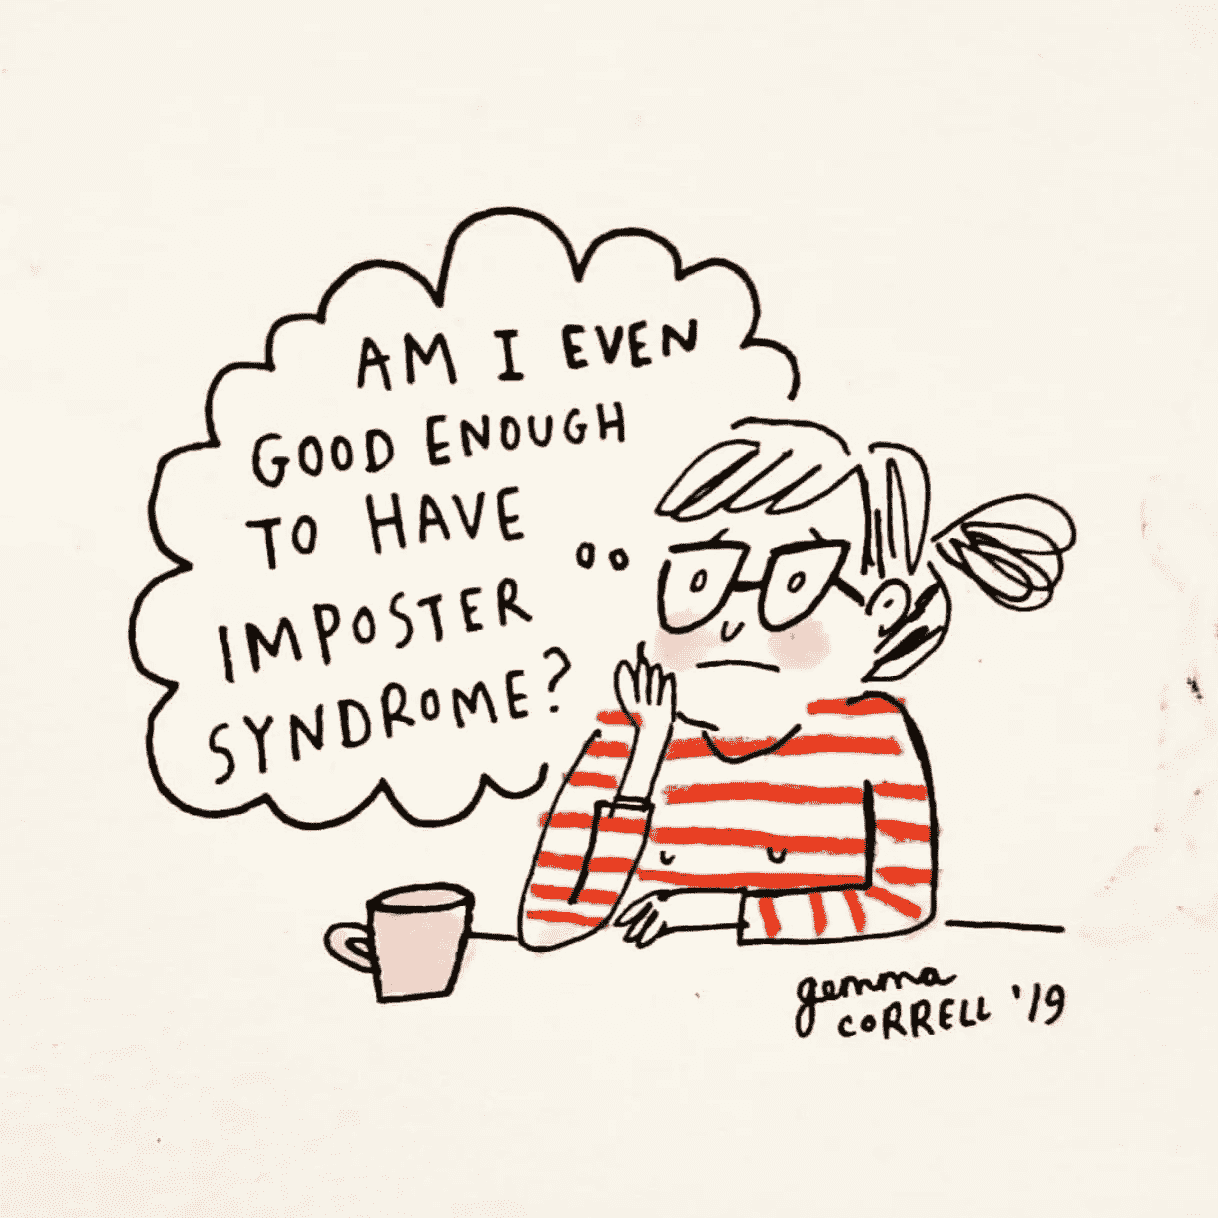 AM I EVEN
GOOD ENOUGH
TO HAVE
IMPOSTER
SYNDROME?
gemma
CORRELL '19